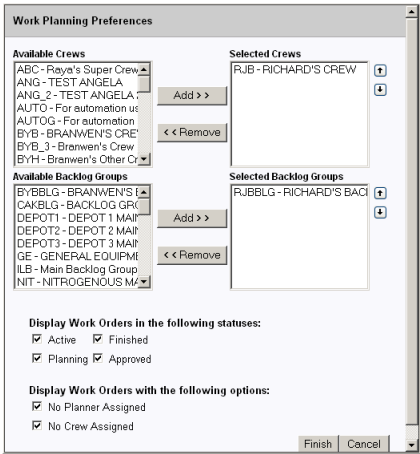 Work Planning Preferences
Available Crews
Selected Crews
ABC - Raya's Super Crew
ANG - TEST ANGELA
ANG_2 - TEST ANGELA
AUTO - For automation us
AUTOG - For automation
BYB - BRANWEN'S CRE
BYB_3 - Branwen's Crew
BYH - Branwen's Other Cr
Add > >
< < Remove
RJB - RICHARD'S CREW
Available Backlog Groups
Selected Backlog Groups
BYBBLG - BRANWEN'S
CAKBLG - BACKLOG GR
DEPOT1 - DEPOT 1 MAIN
DEPOT2 - DEPOT 2 MAIN
DEPOT3 - DEPOT 3 MAIN
GE - GENERAL EQUIPME
ILB - Main Backlog Group
NIT - NITROGENOUS MA
Add > >
< < Remove
RJBBLG - RICHARD'S BACI
Display Work Orders in the following statuses:
Active Finished
Planning Approved
Display Work Orders with the following options:
No Planner Assigned
No Crew Assigned
Finish Cancel